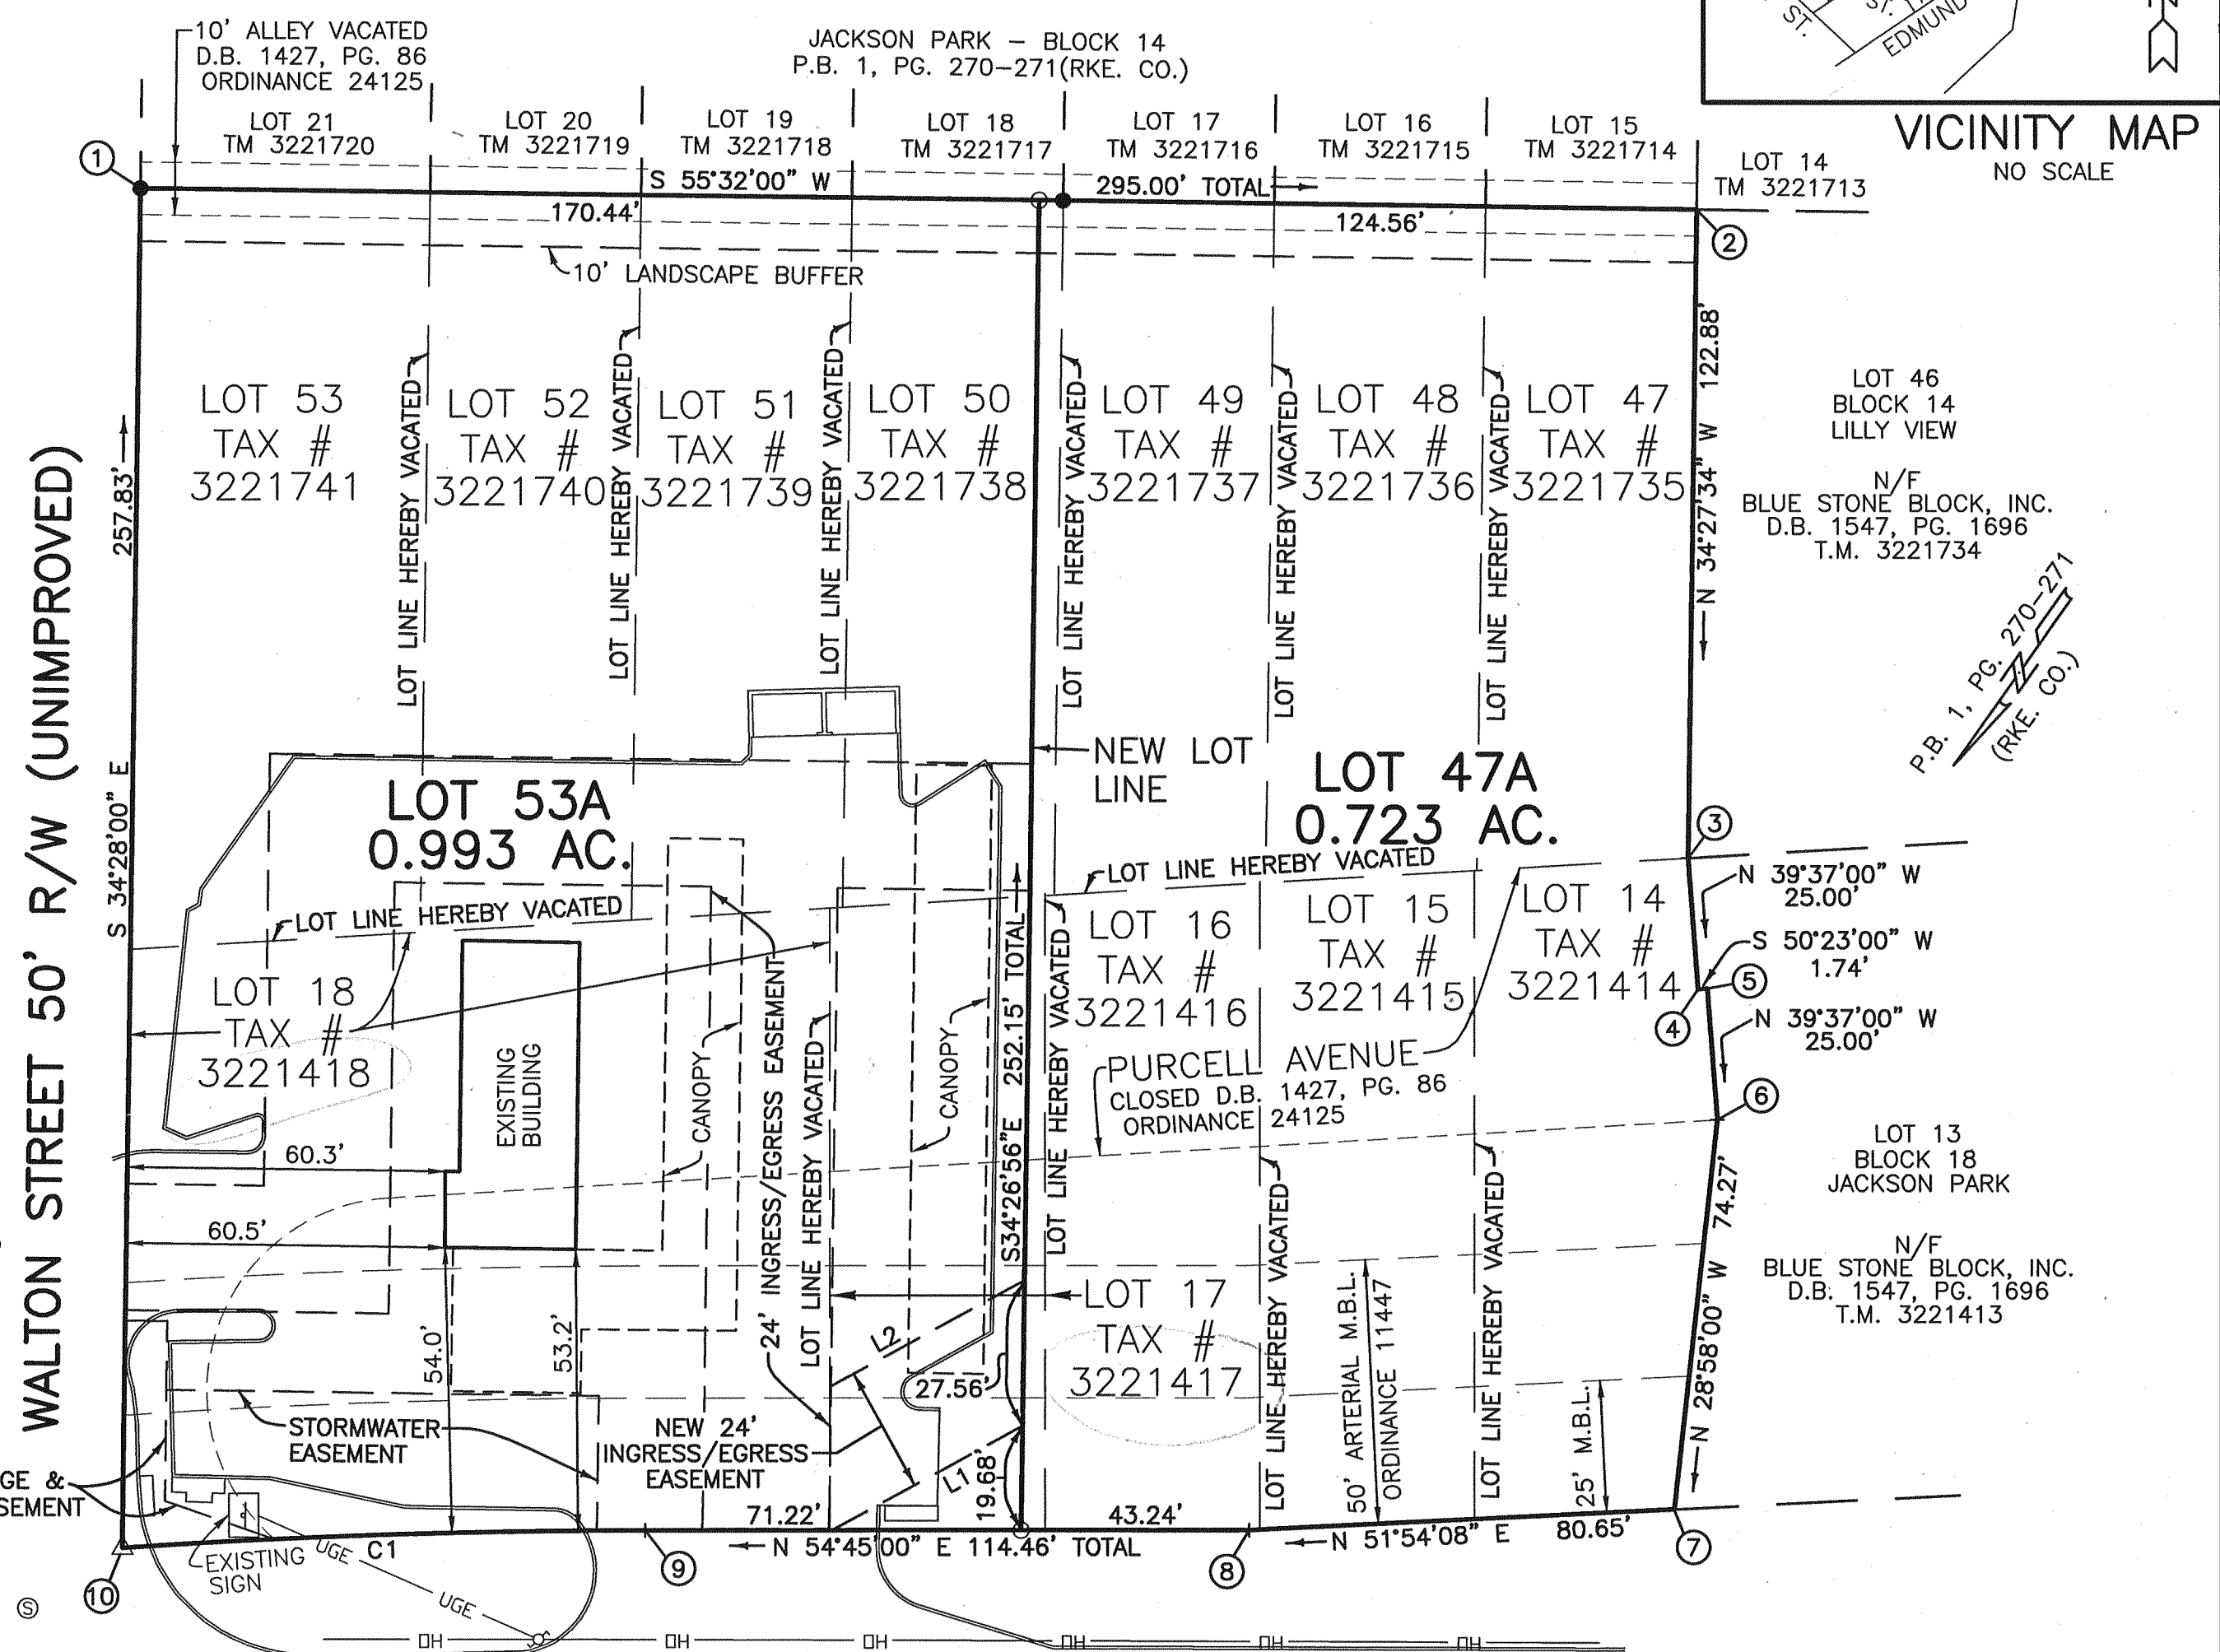 10' ALLEY VACATED
D.B. 1427, PG. 86
ORDINANCE 24125
JACKSON PARK - BLOCK 14
P.B. 1, PG. 270-271(RKE. CO.)
ST.
EDMUND
VICINITY MAP
NO SCALE
LOT 21
TM 3221720
LOT 20
TM 3221719
LOT 19
TM 3221718
LOT 18
TM 3221717
LOT 17
TM 3221716
LOT 16
TM 3221715
LOT 15
TM 3221714
LOT 14
TM 3221713
1
S 55°32'00" W
295.00' TOTAL
170.44'
124.56'
2
10' LANDSCAPE BUFFER
WALTON STREET 50' R/W (UNIMPROVED)
257.83'
S 34°28'00" E
LOT 53
TAX #
3221741
LOT LINE HEREBY VACATED
LOT 52
TAX #
3221740
LOT LINE HEREBY VACATED
LOT 51
TAX #
3221739
LOT LINE HEREBY VACATED
LOT 50
TAX #
3221738
LOT LINE HEREBY VACATED
LOT 49
TAX #
3221737
LOT LINE HEREBY VACATED
LOT 48
TAX #
3221736
LOT LINE HEREBY VACATED
LOT 47
TAX #
3221735
N 34°27'34" W 122.88'
LOT 46
BLOCK 14
LILLY VIEW
N/F
BLUE STONE BLOCK, INC.
D.B. 1547, PG. 1696
T.M. 3221734
P.B. 1, PG. 270-271
(RKE. CO.)
N
NEW LOT
LINE
LOT 53A
0.993 AC.
LOT 47A
0.723 AC.
3
LOT LINE HEREBY VACATED
LOT LINE HEREBY VACATED
N 39°37'00" W
25.00'
S 50°23'00" W
1.74'
5
4
N 39°37'00" W
25.00'
6
LOT 18
TAX #
3221418
EXISTING
BUILDING
CANOPY
24' INGRESS/EGRESS EASEMENT
LOT LINE HEREBY VACATED
CANOPY
S34°26'56"E 252.15' TOTAL
LOT LINE HEREBY VACATED
LOT 16
TAX #
3221416
LOT 15
TAX #
3221415
LOT 14
TAX #
3221414
PURCELL AVENUE
CLOSED D.B. 1427, PG. 86
ORDINANCE 24125
LOT 13
BLOCK 18
JACKSON PARK
N/F
BLUE STONE BLOCK, INC.
D.B. 1547, PG. 1696
T.M. 3221413
60.3'
60.5'
54.0'
53.2'
LOT 17
TAX #
3221417
LOT LINE HEREBY VACATED
50' ARTERIAL M.B.L.
ORDINANCE 11447
LOT LINE HEREBY VACATED
25' M.B.L.
N 28°58'00" W 74.27'
L2
27.56'
L1
19.68'
STORMWATER
EASEMENT
NEW 24'
INGRESS/EGRESS
EASEMENT
GE &
SEMENT
71.22'
43.24'
N 54°45'00" E 114.46' TOTAL
N 51°54'08" E 80.65'
7
8
9
10
C1
EXISTING
SIGN
UGE
UGE
S
OH OH OH OH OH OH